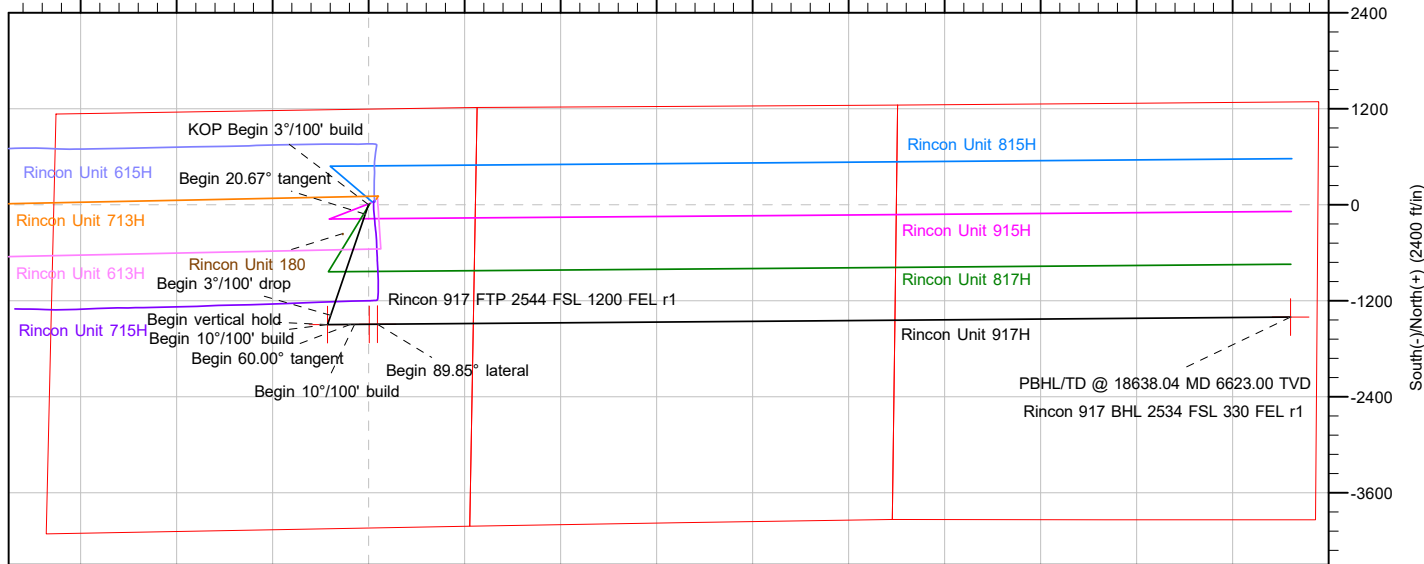 2400
KOP Begin 3°/100' build
1200
Rincon Unit 815H
Rincon Unit 615H
Begin 20.67° tangent
0
Rincon Unit 713H
Rincon Unit 915H
Rincon Unit 180
Rincon Unit 613H
Begin 3°/100' drop
Rincon Unit 817H
Rincon 917 FTP 2544 FSL 1200 FEL r1
-1200
Begin vertical hold
Rincon Unit 715H
Rincon Unit 917H
Begin 10°/100' build
Begin 60.00° tangent
Begin 89.85° lateral
Begin 10°/100' build
PBHL/TD @ 18638.04 MD 6623.00 TVD
-2400
Rincon 917 BHL 2534 FSL 330 FEL r1
-3600
South(-)/North(+) (2400 ft/in)